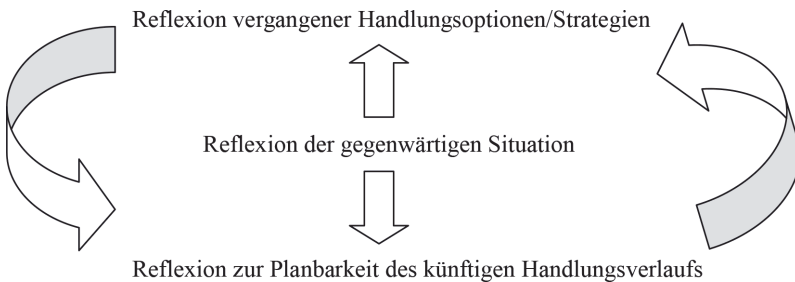 Reflexion vergangener Handlungsoptionen/Strategien
Reflexion der gegenwärtigen Situation
Reflexion zur Planbarkeit des künftigen Handlungsverlaufs